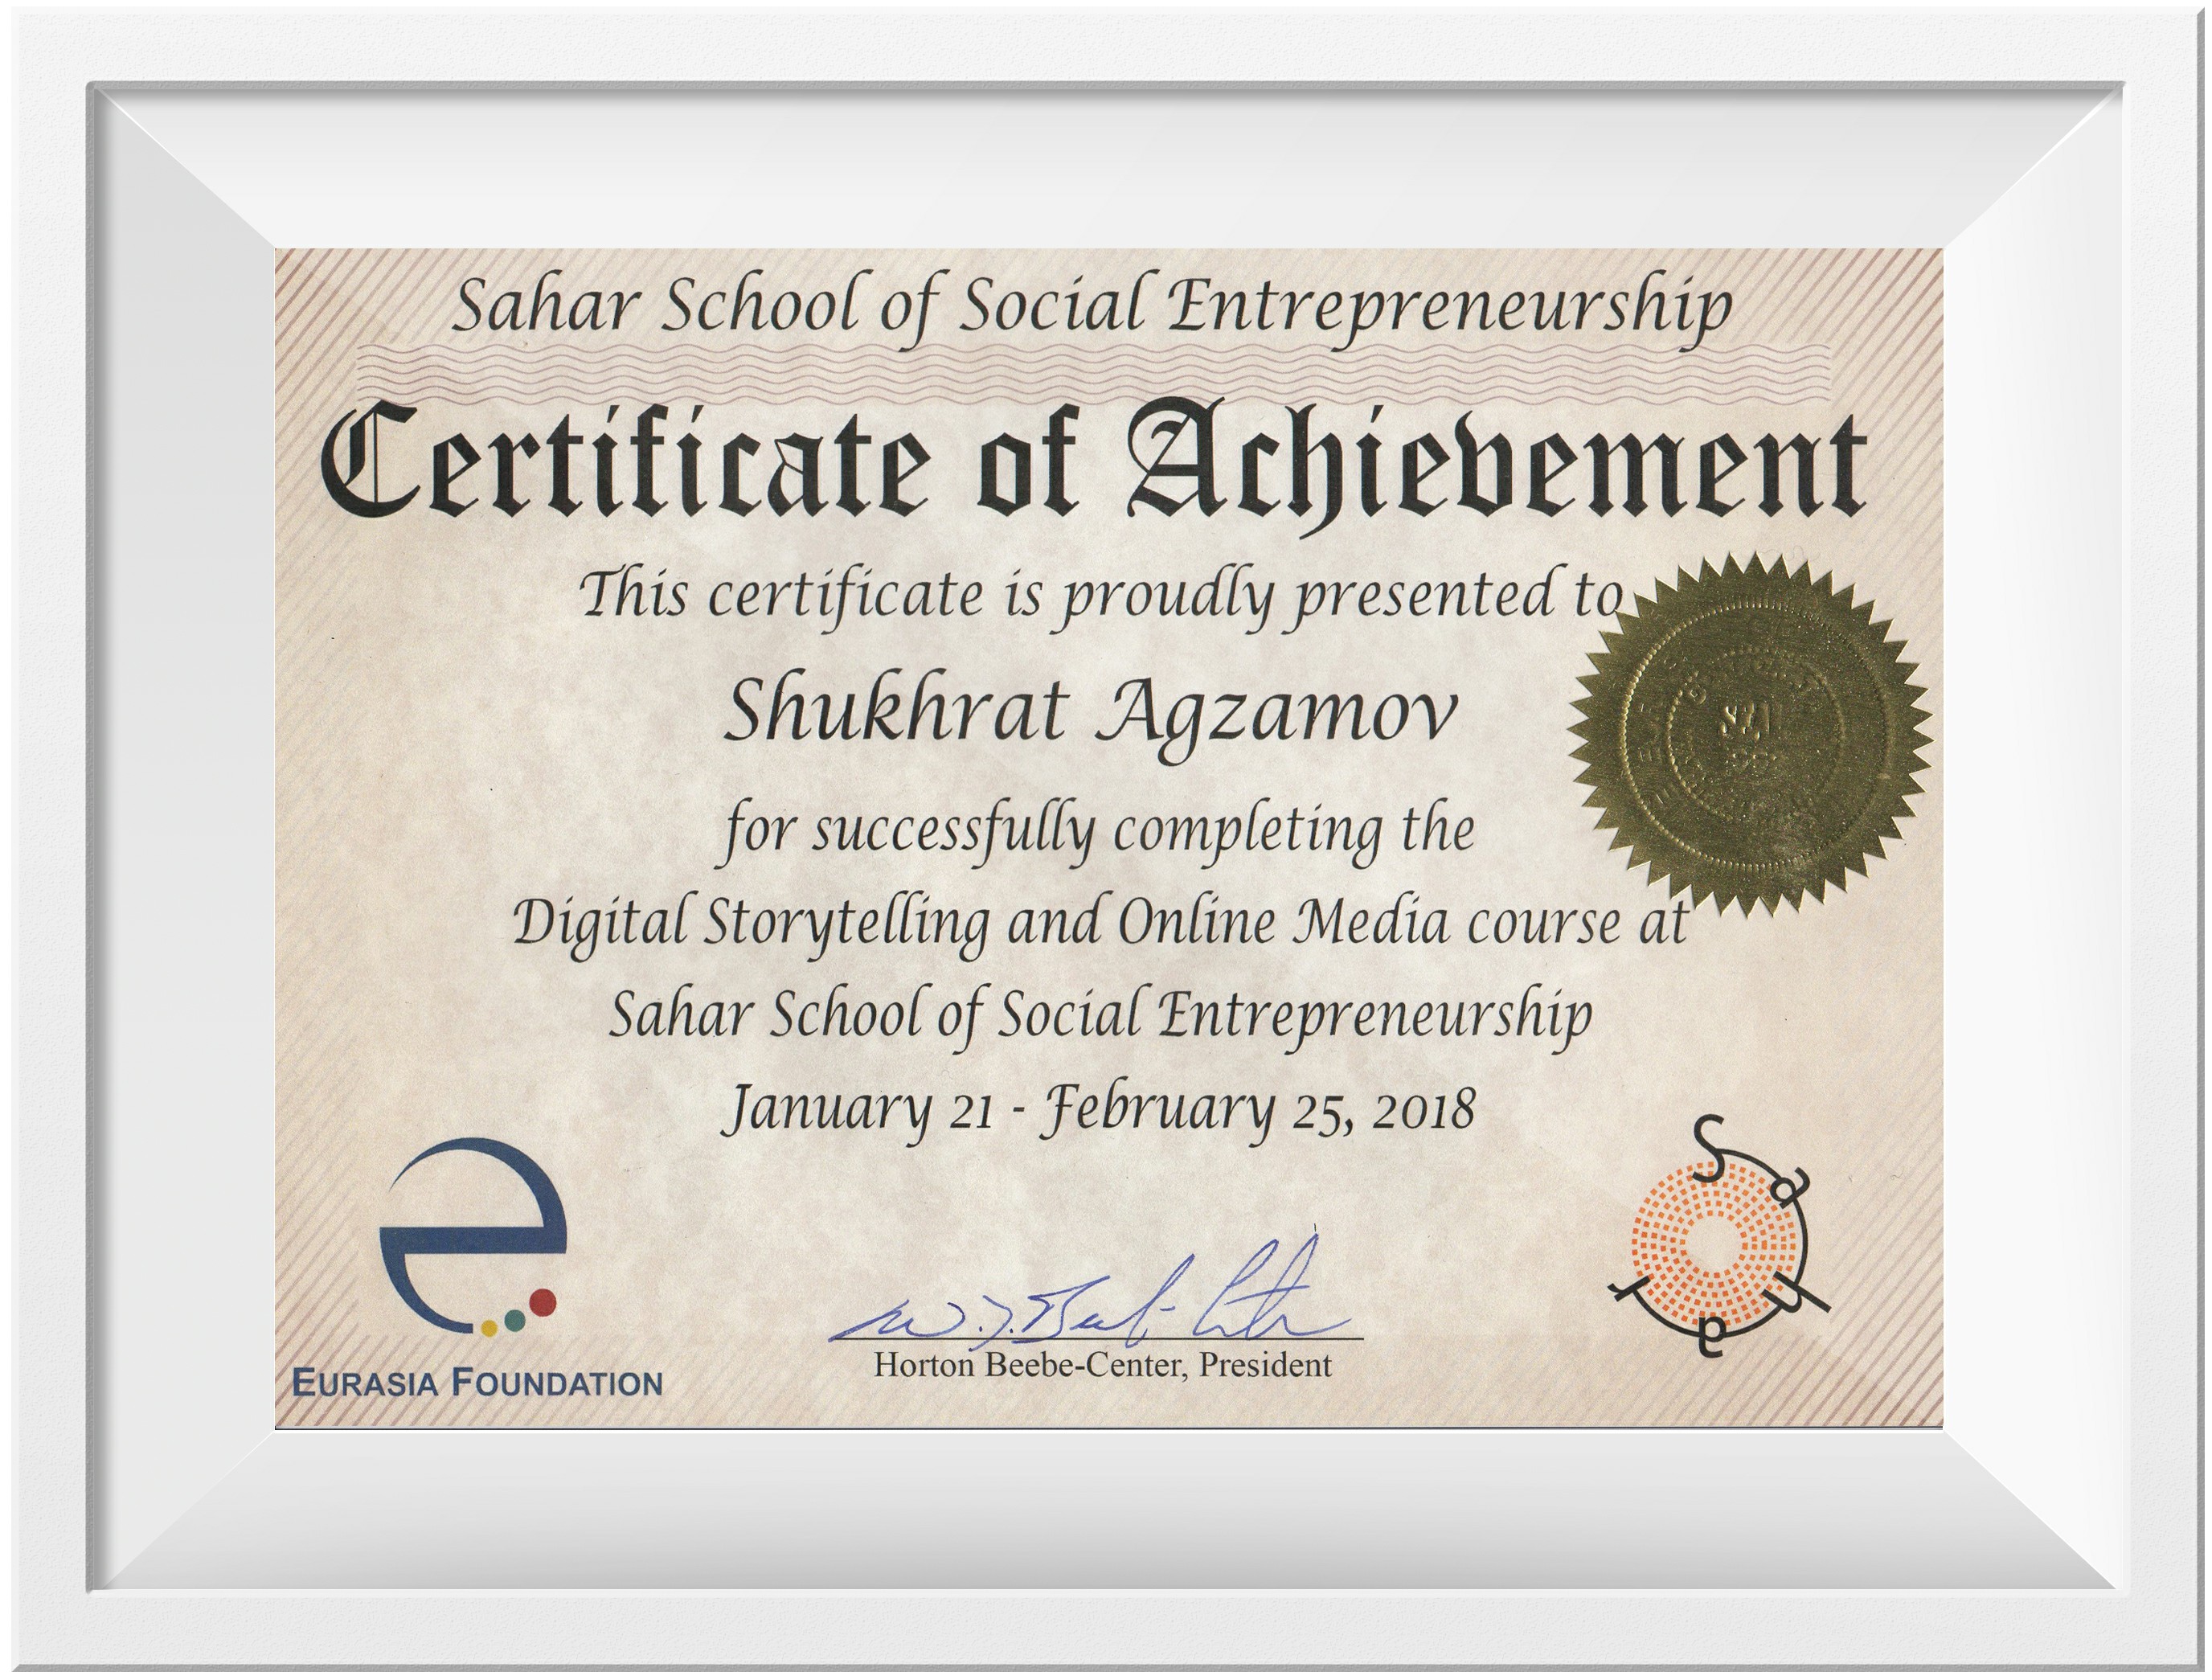 Sahar School of Social Entrepreneurship
Certificate of Achievement
This certificate is proudly presented to
Shukhrat Agzamov
for successfully completing the
Digital Storytelling and Online Media course at
Sahar School of Social Entrepreneurship
January 21 - February 25, 2018
Sahar
Horton Beebe-Center, President
EURASIA FOUNDATION